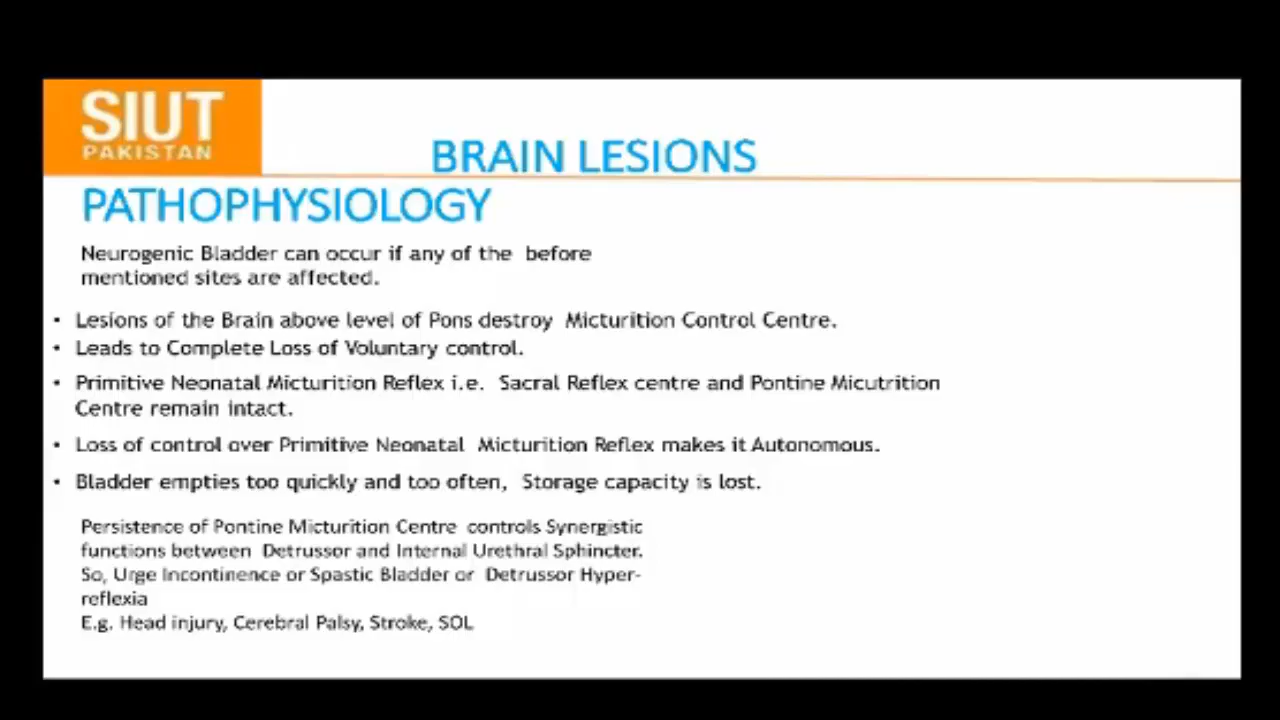 SIUT
PAKISTAN
BRAIN LESIONS
PATHOPHYSIOLOGY
Neurogenic Bladder can occur if any of the before
mentioned sites are affected.
• Lesions of the Brain above level of Pons destroy Micturition Control Centre.
• Leads to Complete Loss of Voluntary control.
• Primitive Neonatal Micturition Reflex i.e. Sacral Reflex centre and Pontine Micutrition
Centre remain intact.
• Loss of control over Primitive Neonatal Micturition Reflex makes it Autonomous.
• Bladder empties too quickly and too often, Storage capacity is lost.
Persistence of Pontine Micturition Centre controls Synergistic
functions between Detrussor and Internal Urethral Sphincter.
So, Urge Incontinence or Spastic Bladder or Detrussor Hyper-
reflexia
E.g. Head injury, Cerebral Palsy, Stroke, SOL